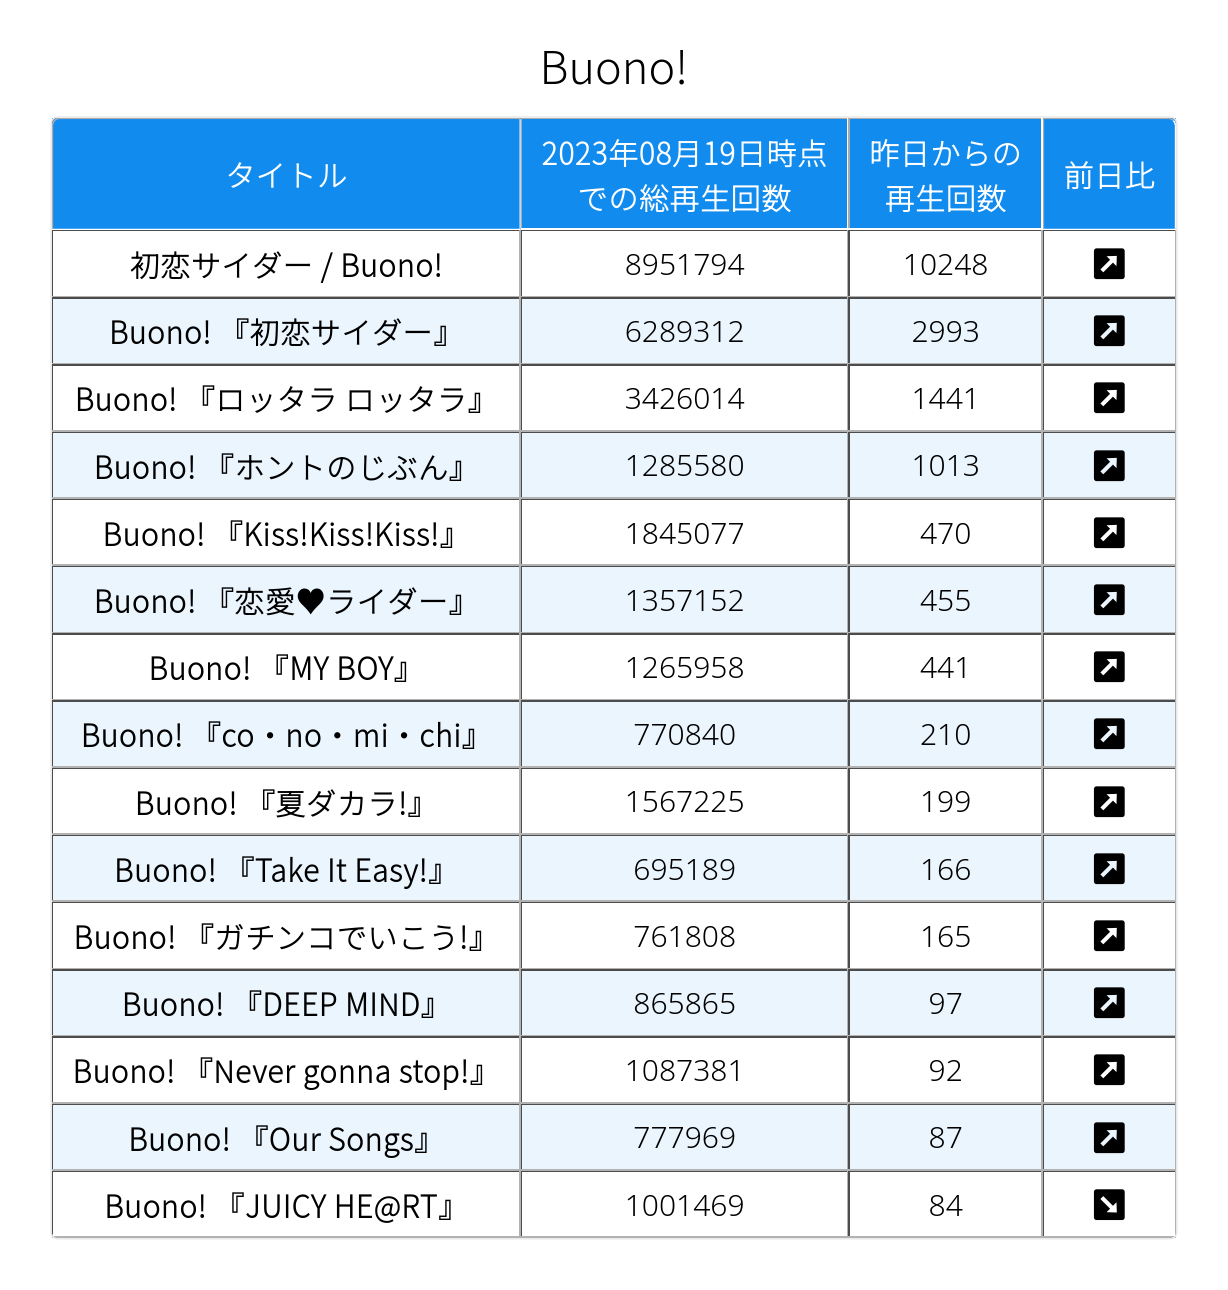 Buono!
タイトル 2023年08月19日時点での総再生回数 昨日からの再生回数 前日比
初恋サイダー / Buono! 8951794 10248 ↗
Buono! 『初恋サイダー』 6289312 2993 ↗
Buono! 『ロッタラ ロッタラ』 3426014 1441 ↗
Buono! 『ホントのじぶん』 1285580 1013 ↗
Buono! 『Kiss!Kiss!Kiss!』 1845077 470 ↗
Buono! 『恋愛♥ライダー』 1357152 455 ↗
Buono! 『MY BOY』 1265958 441 ↗
Buono! 『co・no・mi・chi』 770840 210 ↗
Buono! 『夏ダカラ!』 1567225 199 ↗
Buono! 『Take It Easy!』 695189 166 ↗
Buono! 『ガチンコでいこう!』 761808 165 ↗
Buono! 『DEEP MIND』 865865 97 ↗
Buono! 『Never gonna stop!』 1087381 92 ↗
Buono! 『Our Songs』 777969 87 ↗
Buono! 『JUICY HE@RT』 1001469 84 ↘